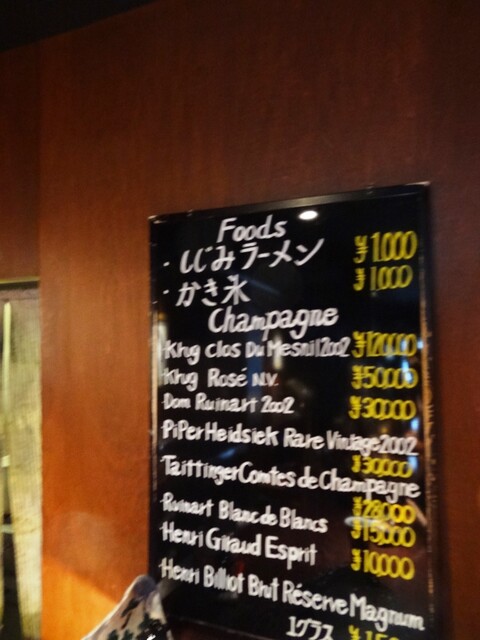 Foods
・しじみラーメン ¥1,000
・かき氷 ¥1,000
Champagne
・Krug Clos Du Mesnil 2002 ¥120000
・Krug Rosé N.V. ¥50000
・Dom Ruinart 2002 ¥30000
・PiPer Heidsiek Rare Vintage 2002
¥30000
・Taittinger Comtes de Champagne
¥28000
・Ruinart Blanc de Blancs ¥15,000
・Henri Giraud Esprit ¥10000
・Henri Billiot Brut Réserve Magnum
1グラス